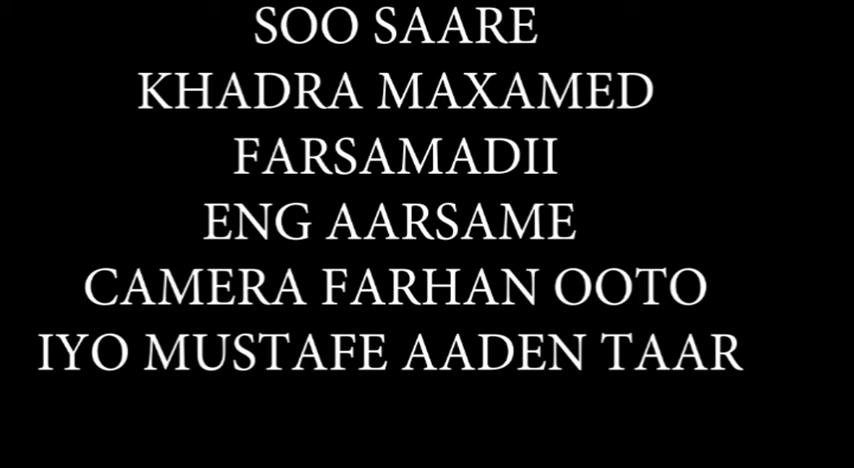 SOO SAARE
KHADRA MAXAMED
FARSAMADII
ENG AARSAME
CAMERA FARHAN OOTO
IYO MUSTAFE AADEN TAAR